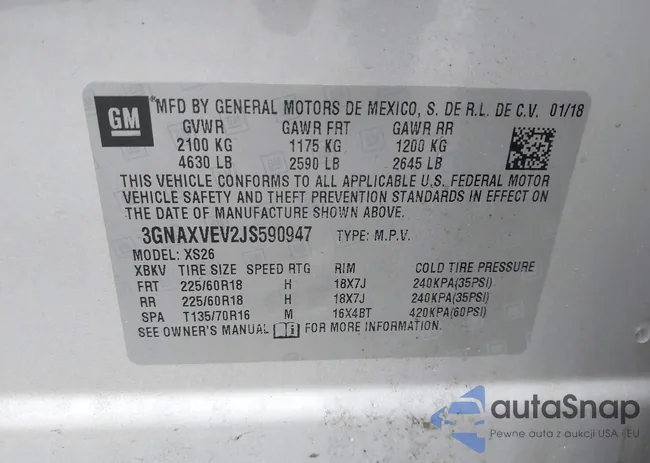 GM
*MFD BY GENERAL MOTORS DE MEXICO, S. DE R.L. DE C.V. 01/18
GVWR GAWR FRT GAWR RR
2100 KG 1175 KG 1200 KG
4630 LB 2590 LB 2645 LB
THIS VEHICLE CONFORMS TO ALL APPLICABLE U.S. FEDERAL MOTOR
VEHICLE SAFETY AND THEFT PREVENTION STANDARDS IN EFFECT ON
THE DATE OF MANUFACTURE SHOWN ABOVE.
3GNAXVEV2JS590947 TYPE: M.P.V.
MODEL: XS26
XBKV TIRE SIZE SPEED RTG RIM COLD TIRE PRESSURE
FRT 225/60R18 H 18X7J 240KPA(35PSI)
RR 225/60R18 H 18X7J 240KPA(35PSI)
SPA T135/70R16 M 16X4BT 420KPA(60PSI)
SEE OWNER'S MANUAL FOR MORE INFORMATION.
autaSnap
Pewne auta z aukcji USA i EU